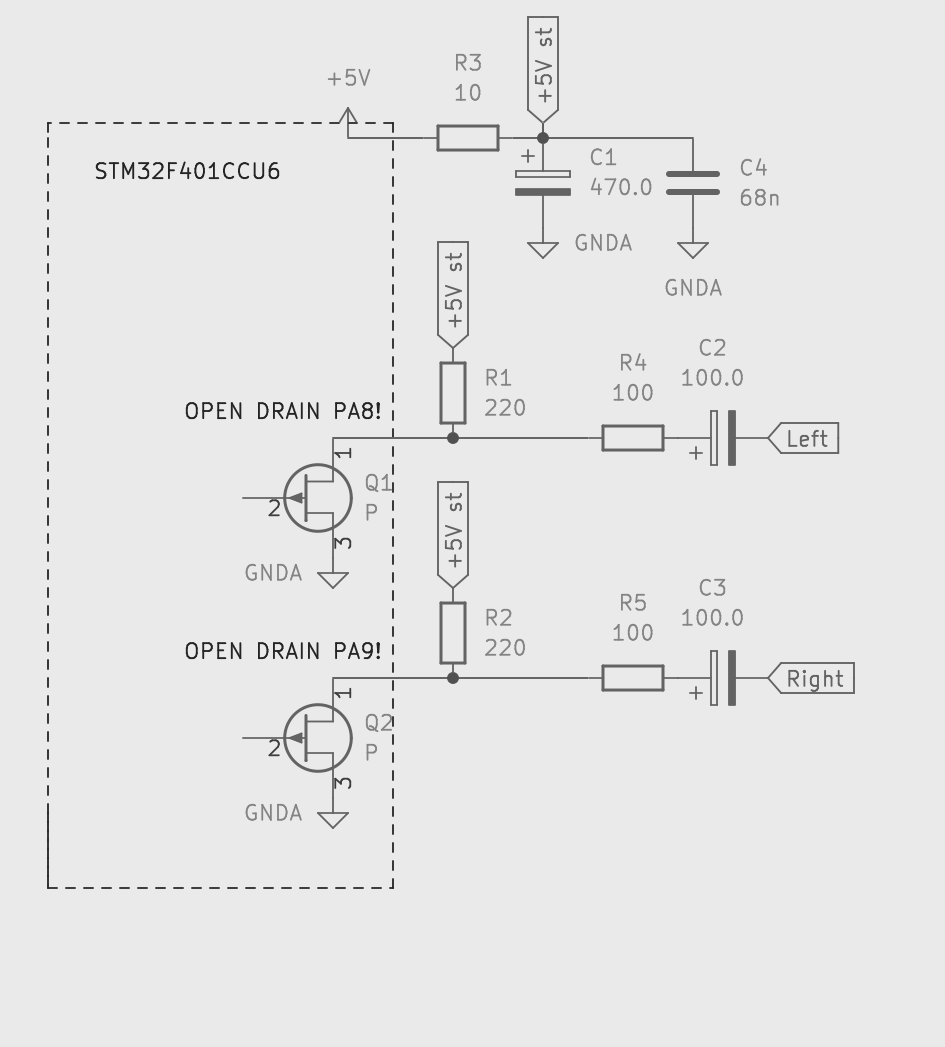 +5V st
R3
+5V
10
C1
+
C4
STM32F401CCU6
470.0
68n
GNDA
GNDA
+5V st
C2
R4
R1
100
100.0
OPEN DRAIN PA8!
220
Left
1
+
Q1
+5V st
2
P
3
GNDA
C3
R5
R2
100
100.0
OPEN DRAIN PA9!
220
Right
1
+
Q2
2
P
3
GNDA